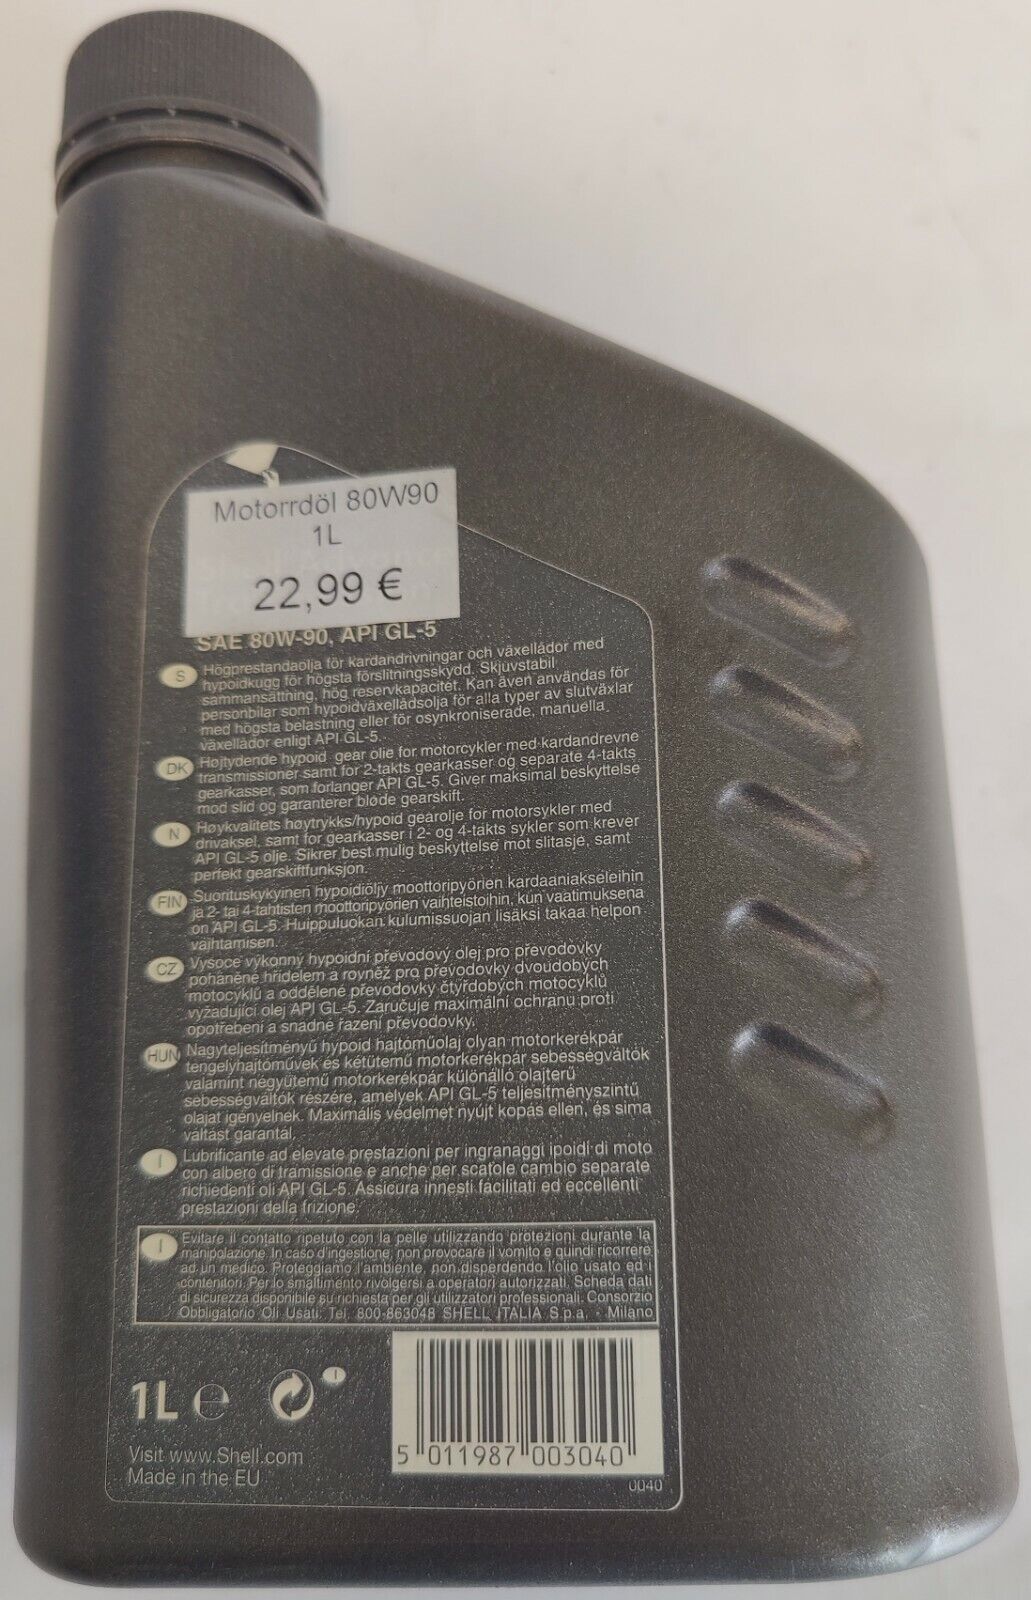 Motorrdöl 80W90
1L
22,99 €
SAE 80W-90, API GL-5
S
Högprestandaolja för kardandrivningar och växellådor med
hypoidkugg för högsta förslitningsskydd. Skjuvstabil
sammansättning, hög reservkapacitet. Kan även användas för
personbilar som hypoidväxellådsolja för alla typer av slutväxlar
med högsta belastning eller för osynkroniserade, manuella
växellådor enligt API GL-5.
DK
Højtydende hypoid gear olie for motorcykler med kardandrevne
transmissioner samt for 2-takts gearkasser og separate 4-takts
gearkasser, som forlanger API GL-5. Giver maksimal beskyttelse
mod slid og garanterer bløde gearskift.
N
Høykvalitets høytrykks/hypoid gearolje for motorsykler med
drivaksel, samt for gearkasser i 2- og 4-takts sykler som krever
API GL-5 olje. Sikrer best mulig beskyttelse mot slitasje, samt
perfekt gearskiftfunksjon.
FIN
Suorituskykyinen hypoidiöljy moottoripyörien kardaaniakseleihin
ja 2- tai 4-tahtisten moottoripyörien vaihteistoihin, kun vaatimuksena
on API GL-5. Huippuluokan kulumissuojan lisäksi takaa helpon
vaihtamisen.
CZ
Vysoce výkonný hypoidní převodový olej pro převodovky
poháněné hřídelem a rovněž pro převodovky dvoudobých
motocyklů a oddělené převodovky čtyřdobých motocyklů
vyžadující olej API GL-5. Zaručuje maximální ochranu proti
opotřebení a snadné řazení převodovky.
HUN
Nagyteljesítményű hypoid hajtóműolaj olyan motorkerékpár
tengelyhajtóművek és kétütemű motorkerékpár sebességváltók
valamint négyütemű motorkerékpár különálló olajterű
sebességváltók részére, amelyek API GL-5 teljesítményszintű
olajat igényelnek. Maximális védelmet nyújt kopás ellen, és sima
váltást garantál.
I
Lubrificante ad elevate prestazioni per ingranaggi ipoidi di moto
con albero di tramissione e anche per scatole cambio separate
richiedenti oli API GL-5. Assicura innesti facilitati ed eccellenti
prestazioni della frizione.
I
Evitare il contatto ripetuto con la pelle utilizzando protezioni durante la
manipolazione. In caso d'ingestione, non provocare il vomito e quindi ricorrere
ad un medico. Proteggiamo l'ambiente, non disperdendo l'olio usato ed i
contenitori. Per lo smaltimento rivolgersi a operatori autorizzati. Scheda dati
di sicurezza disponibile su richiesta per gli utilizzatori professionali. Consorzio
Obbligatorio Oli Usati. Tel. 800-863048 SHELL ITALIA S.p.a. - Milano
1L e
I
Visit www.Shell.com
Made in the EU
5 011987 003040
0040